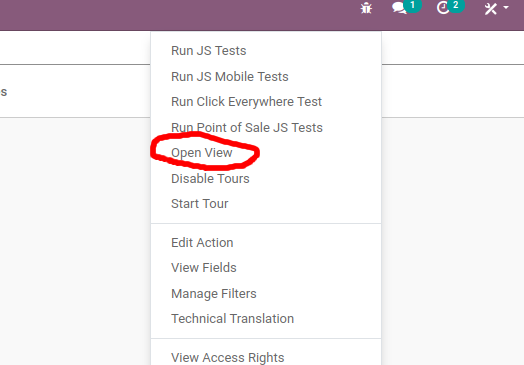 1
2
s
Run JS Tests
Run JS Mobile Tests
Run Click Everywhere Test
Run Point of Sale JS Tests
Open View
Disable Tours
Start Tour
Edit Action
View Fields
Manage Filters
Technical Translation
View Access Rights